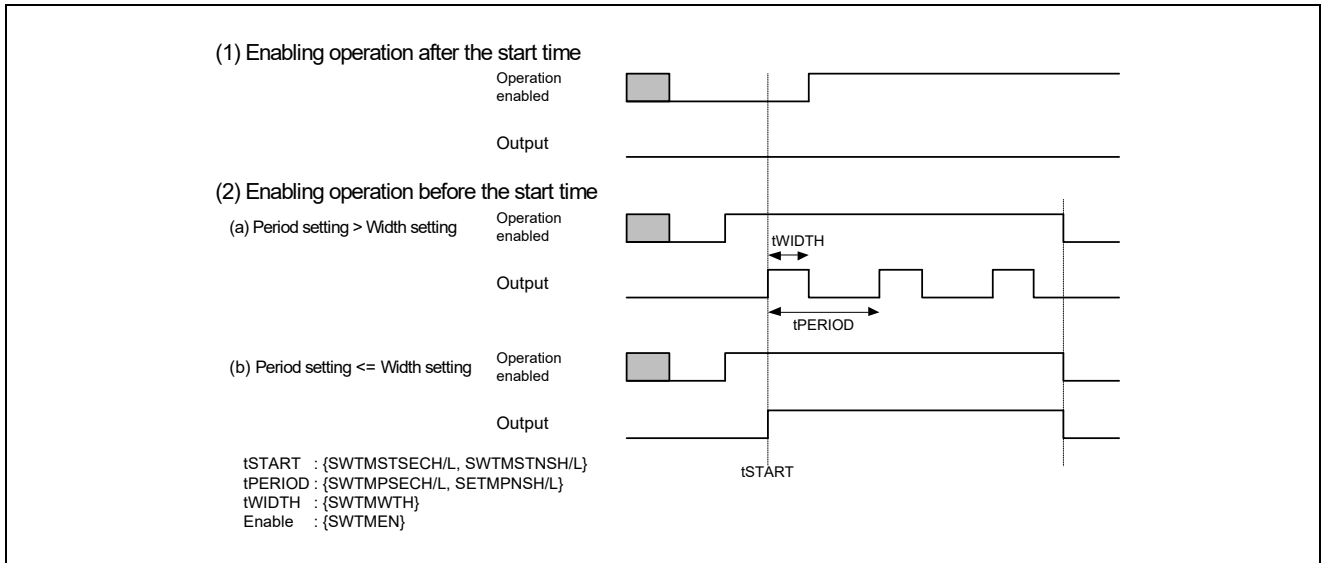 (1) Enabling operation after the start time
Operation
enabled
Output
(2) Enabling operation before the start time
(a) Period setting > Width setting
Operation
enabled
tWIDTH
Output
tPERIOD
(b) Period setting <= Width setting
Operation
enabled
Output
tSTART
tSTART : {SWTMSTSECH/L, SWTMSTNSH/L}
tPERIOD : {SWTMPSECH/L, SETMPNSH/L}
tWIDTH : {SWTMWTH}
Enable : {SWTMEN}